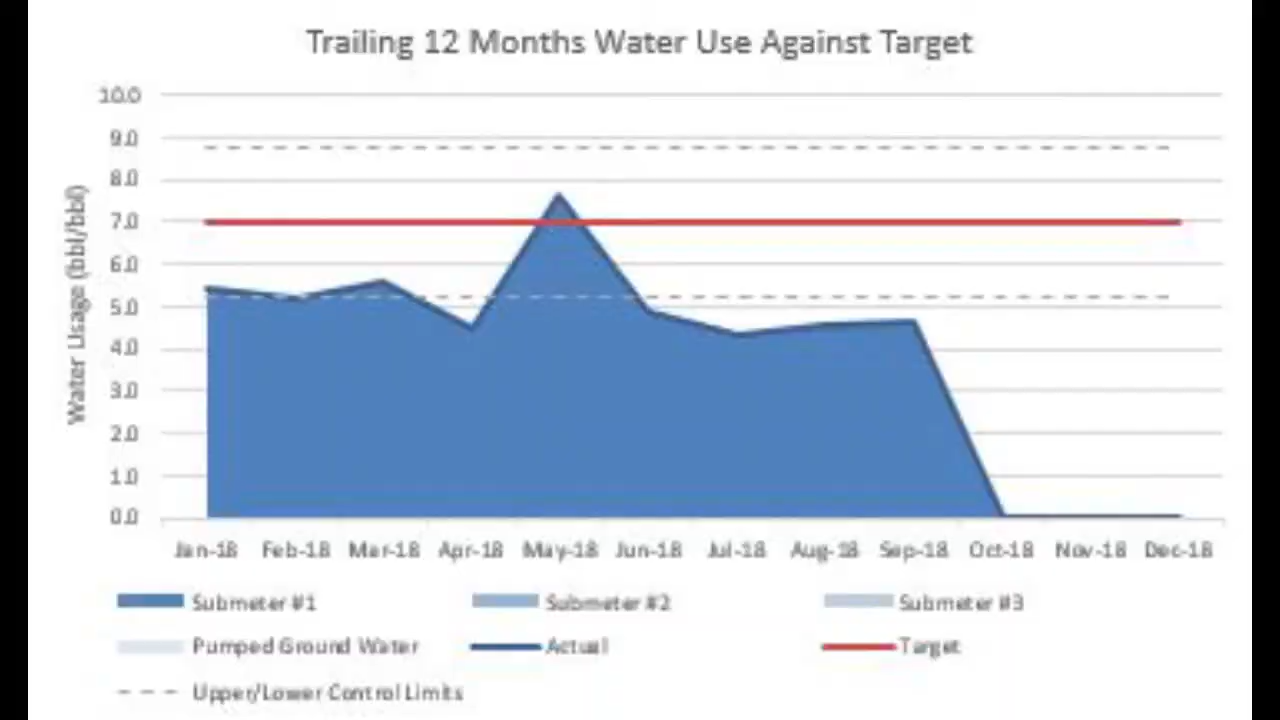 Trailing 12 Months Water Use Against Target
Water Usage (bbl/bbl)
10.0
9.0
8.0
7.0
6.0
5.0
4.0
3.0
2.0
1.0
0.0
Jan-18 Feb-18 Mar-18 Apr-18 May-18 Jun-18 Jul-18 Aug-18 Sep-18 Oct-18 Nov-18 Dec-18
Submeter #1 Submeter #2 Submeter #3
Pumped Ground Water Actual Target
Upper/Lower Control Limits